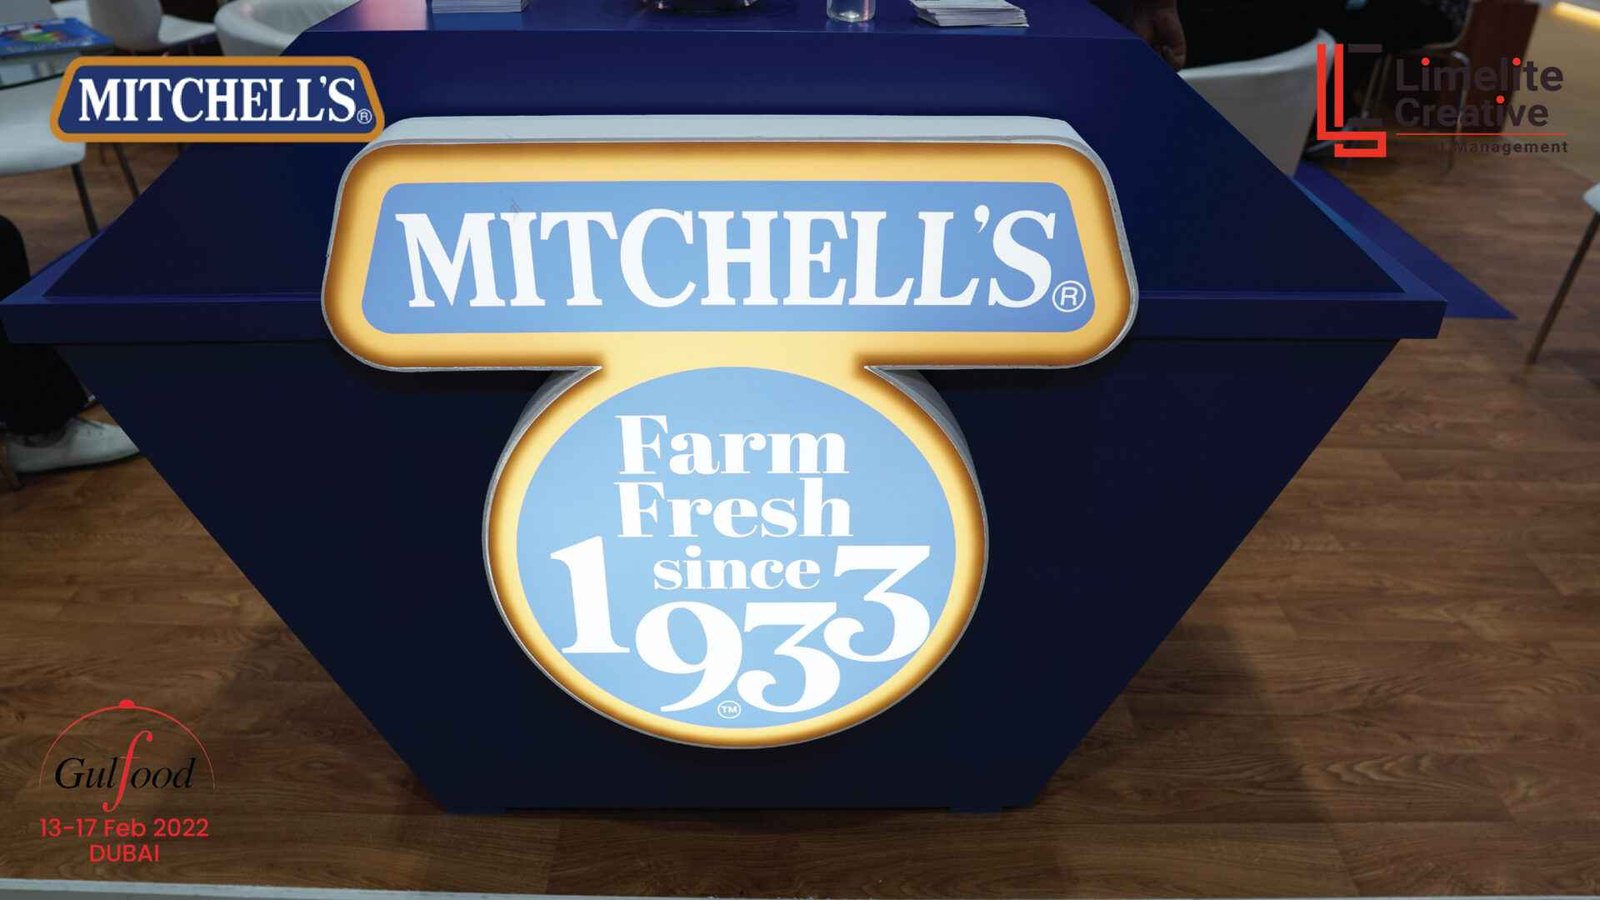 MITCHELL'S®
Limelite
Creative
Management
MITCHELL'S®
Farm
Fresh
since
1933
TM
Gulfood
13-17 Feb 2022
DUBAI